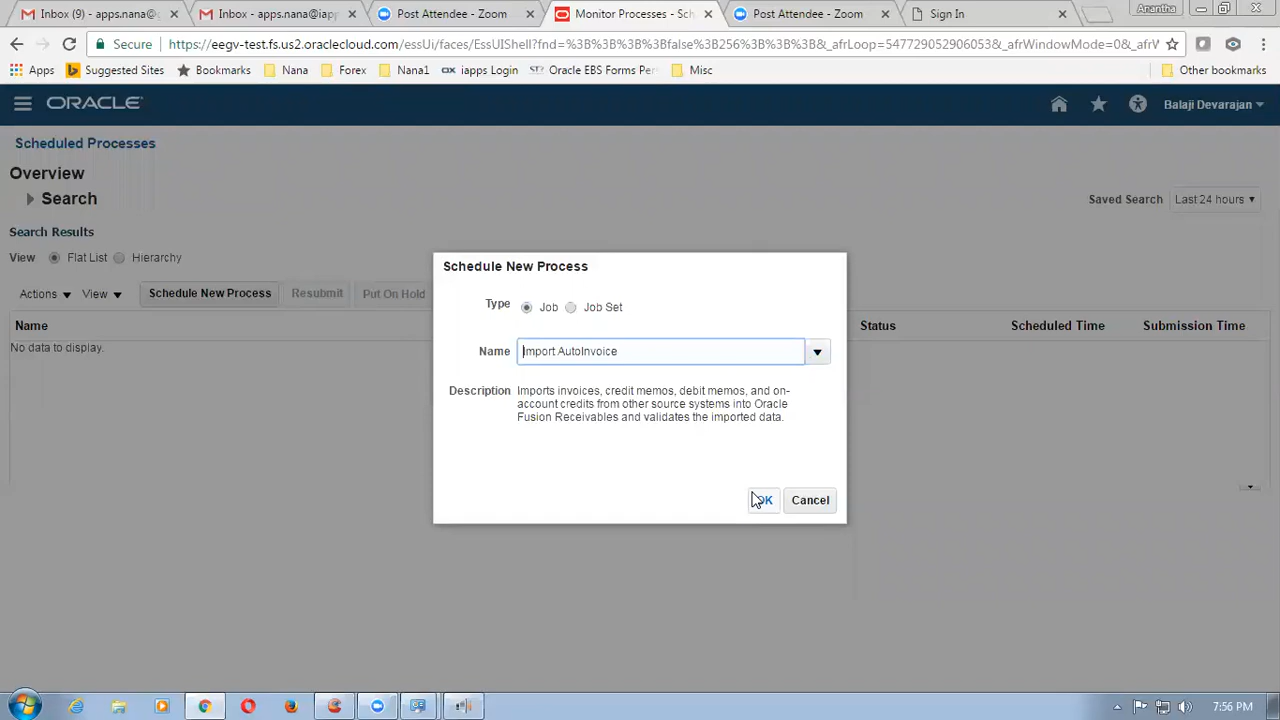 Inbox (9) - apps.nana@
Inbox - apps.nana@iapp
Post Attendee - Zoom
Monitor Processes - Sch
Post Attendee - Zoom
Sign In
Anantha
Secure
https://eegv-test.fs.us2.oraclecloud.com/essUi/faces/EssUIShell?fnd=%3B%3B%3B%3Bfalse%3B256%3B%3B%3B&_afrLoop=547729052906053&_afrWindowMode=0&_afrW
Apps
Suggested Sites
Bookmarks
Nana
Forex
Nana1
iapps Login
Oracle EBS Forms Per
Misc
Other bookmarks
ORACLE
Balaji Devarajan
Scheduled Processes
Overview
Search
Saved Search
Last 24 hours
Search Results
View
Flat List
Hierarchy
Actions
View
Schedule New Process
Resubmit
Put On Hold
Name
Status
Scheduled Time
Submission Time
No data to display.
Schedule New Process
Type
Job
Job Set
Name
Import AutoInvoice
Description
Imports invoices, credit memos, debit memos, and on-
account credits from other source systems into Oracle
Fusion Receivables and validates the imported data.
OK
Cancel
7:56 PM